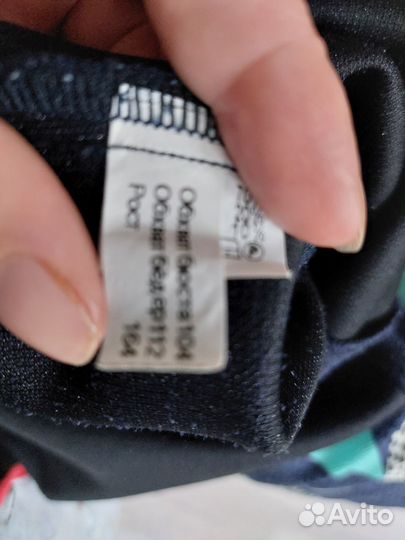 Обхват бюста 104
Обхват бедер 112
Рост 164
Avito